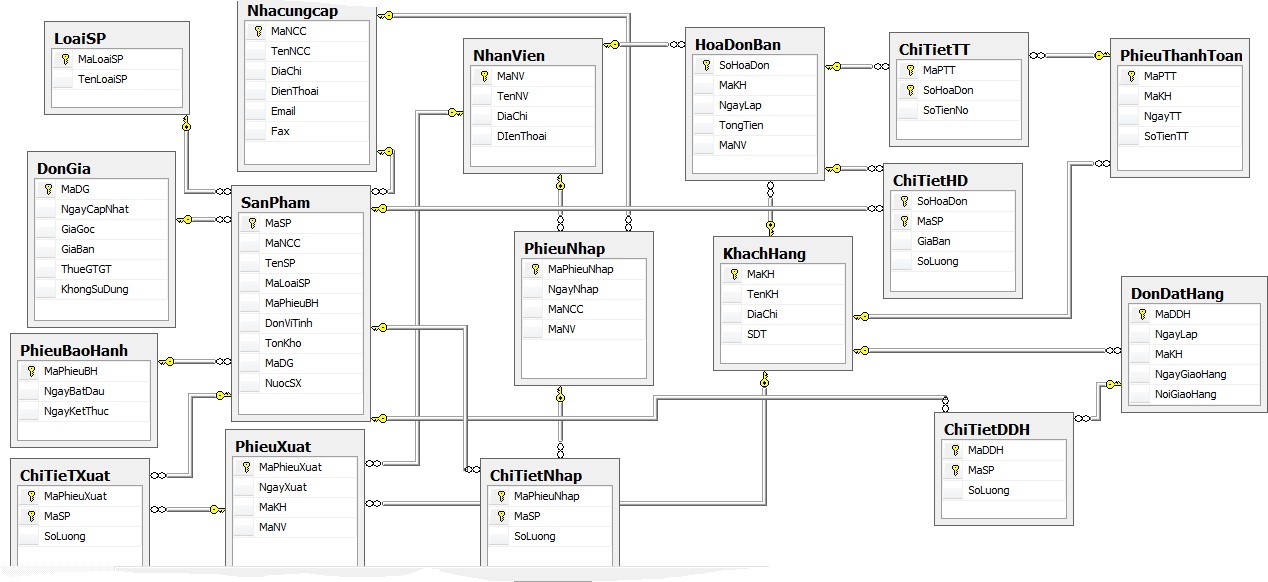 LoaiSP
MaLoaiSP
TenLoaiSP
Nhacungcap
MaNCC
TenNCC
DiaChi
DienThoai
Email
Fax
NhanVien
MaNV
TenNV
DiaChi
DIenThoai
HoaDonBan
SoHoaDon
MaKH
NgayLap
TongTien
MaNV
ChiTietTT
MaPTT
SoHoaDon
SoTienNo
PhieuThanhToan
MaPTT
MaKH
NgayTT
SoTienTT
DonGia
MaDG
NgayCapNhat
GiaGoc
GiaBan
ThueGTGT
KhongSuDung
SanPham
MaSP
MaNCC
TenSP
MaLoaiSP
MaPhieuBH
DonViTinh
TonKho
MaDG
NuocSX
PhieuNhap
MaPhieuNhap
NgayNhap
MaNCC
MaNV
KhachHang
MaKH
TenKH
DiaChi
SDT
ChiTietHD
SoHoaDon
MaSP
GiaBan
SoLuong
DonDatHang
MaDDH
NgayLap
MaKH
NgayGiaoHang
NoiGiaoHang
PhieuBaoHanh
MaPhieuBH
NgayBatDau
NgayKetThuc
ChiTieTXuat
MaPhieuXuat
MaSP
SoLuong
PhieuXuat
MaPhieuXuat
NgayXuat
MaKH
MaNV
ChiTietNhap
MaPhieuNhap
MaSP
SoLuong
ChiTietDDH
MaDDH
MaSP
SoLuong